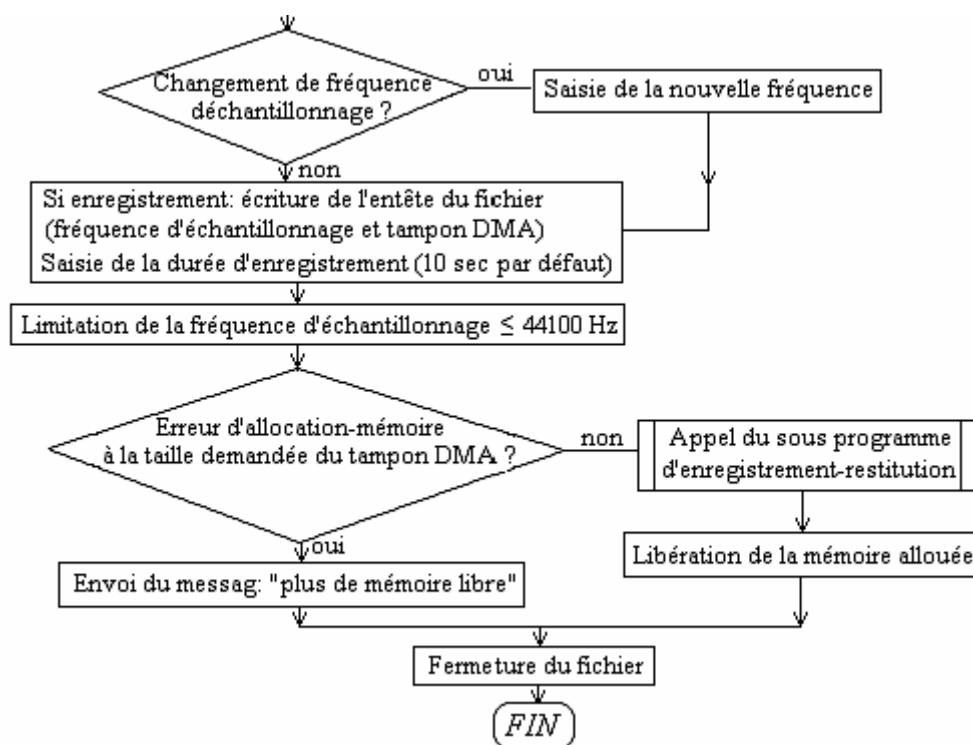 Changement de fréquence
déchantillonnage ?
oui
Saisie de la nouvelle fréquence
non
Si enregistrement: écriture de l'entête du fichier
(fréquence d'échantillonnage et tampon DMA)
Saisie de la durée d'enregistrement (10 sec par défaut)
Limitation de la fréquence d'échantillonnage ≤ 44100 Hz
Erreur d'allocation-mémoire
à la taille demandée du tampon DMA ?
non
Appel du sous programme
d'enregistrement-restitution
oui
Libération de la mémoire allouée
Envoi du messag: "plus de mémoire libre"
Fermeture du fichier
FIN